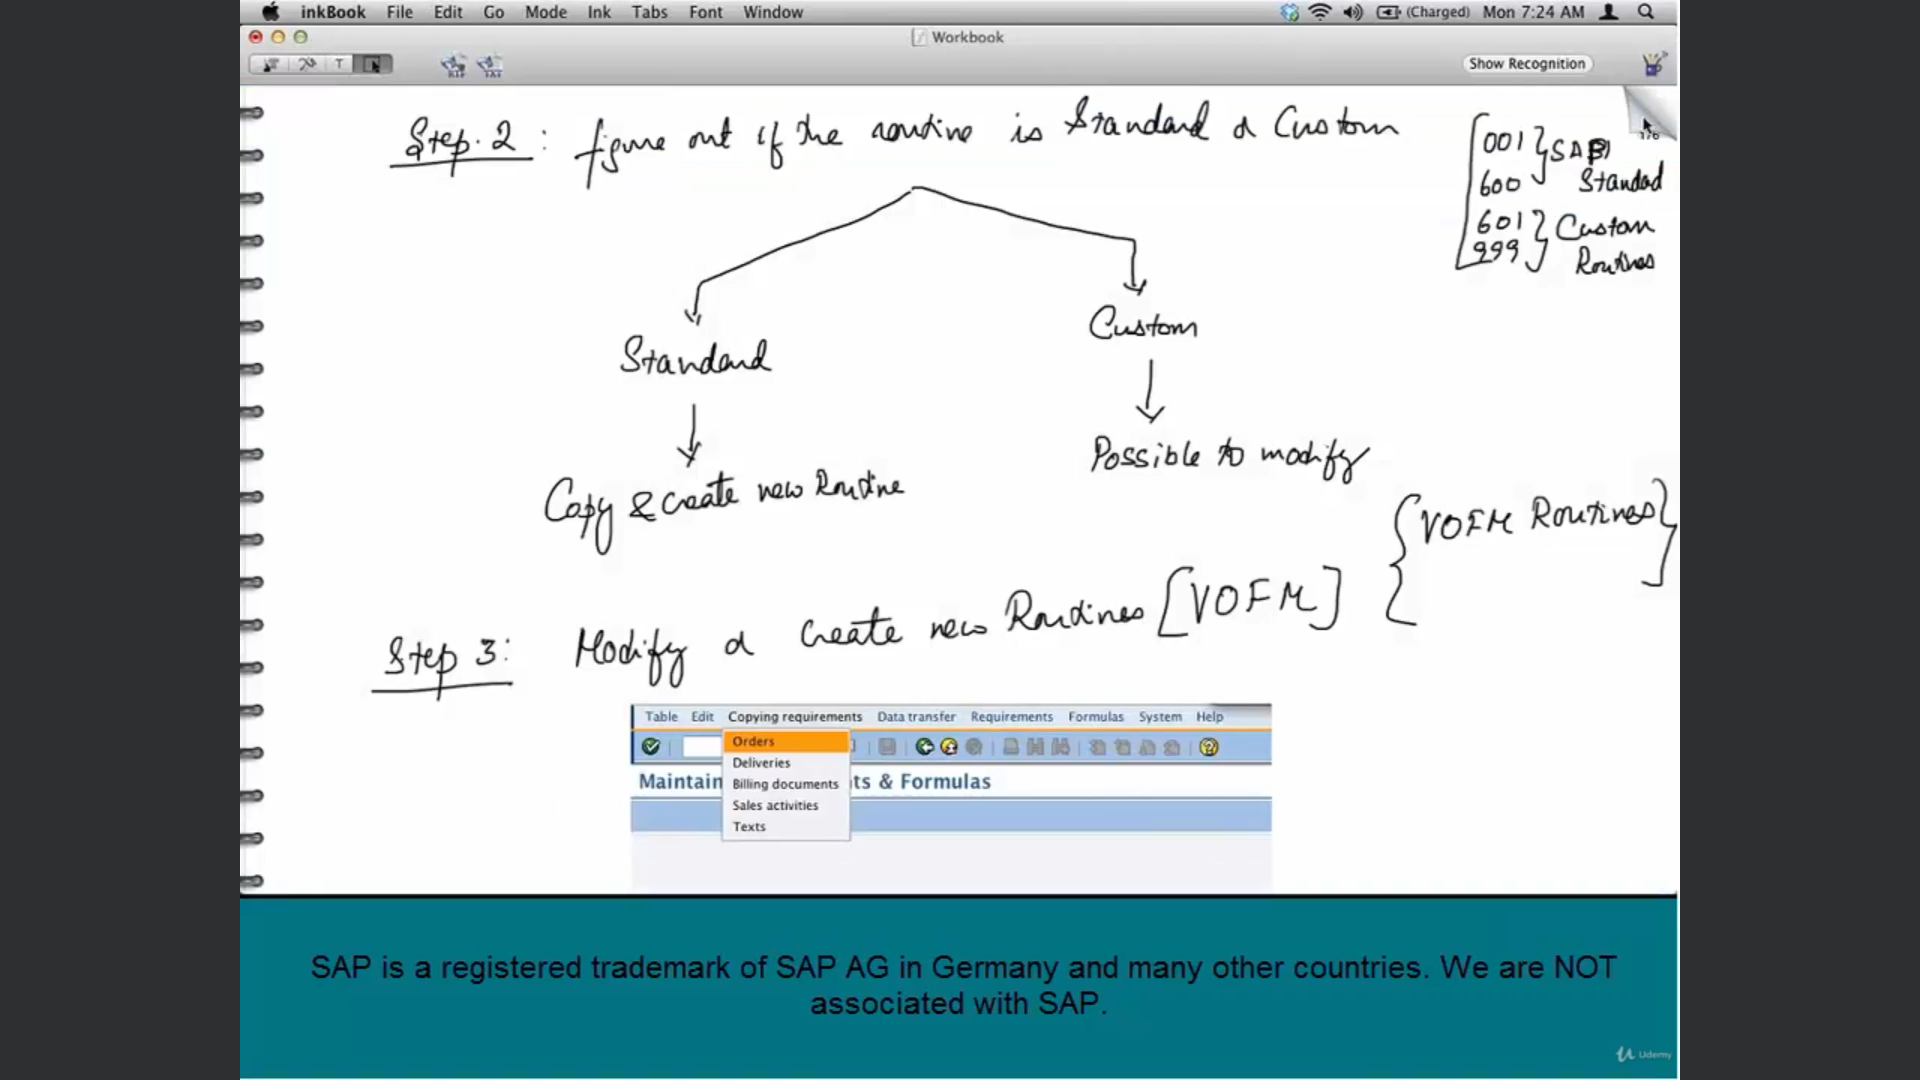 inkBook File Edit Go Mode Ink Tabs Font Window (Charged) Mon 7:24 AM
Workbook
T Show Recognition
Step.2 : figure out if the routine is Standard or Custom
001 } SAP
600 Standard
601 } Custom
999 Routines
Custom
Standard
Possible to modify
Copy & create new Routine
{VOFM Routines}
Step 3: Modify or create new Routines [VOFM]
Table Edit Copying requirements Data transfer Requirements Formulas System Help
Orders
Deliveries
Maintain ts & Formulas
Billing documents
Sales activities
Texts
SAP is a registered trademark of SAP AG in Germany and many other countries. We are NOT
associated with SAP.
Udemy